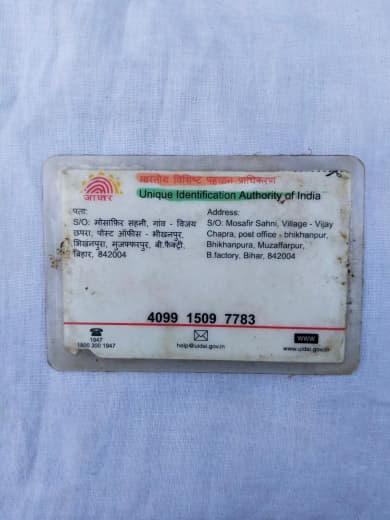 भारतीय विशिष्ट पहचान प्राधिकरण
आधार
Unique Identification Authority of India
पता:
S/O: मोसाफिर सहनी, गांव - विजय
छपरा, पोस्ट ऑफीस - भीखनपुर,
भिखनपुरा, मुजफ्फरपुर, बी.फैक्ट्री,
बिहार, 842004
Address:
S/O: Mosafir Sahni, Village - Vijay
Chapra, post office - bhikhanpur,
Bhikhanpura, Muzaffarpur,
B.factory, Bihar, 842004
4099 1509 7783
1947
1800 300 1947
help@uidai.gov.in
WWW
www.uidai.gov.in